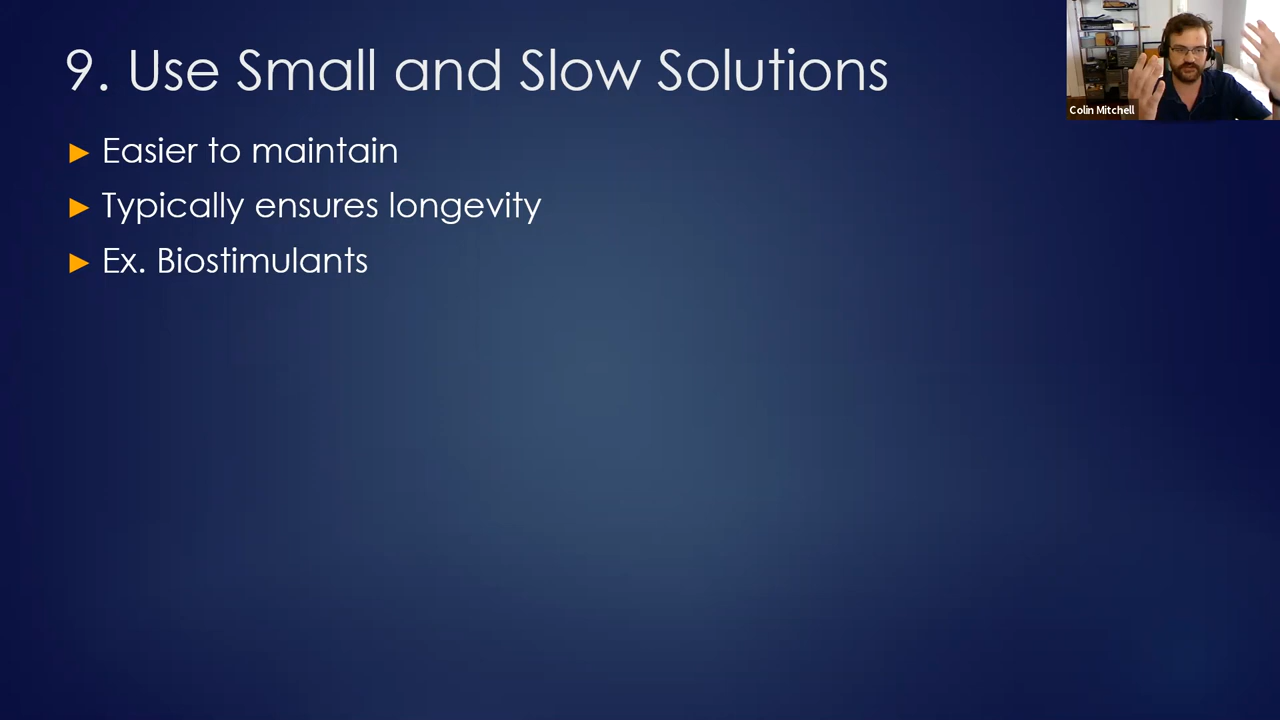 9. Use Small and Slow Solutions
Easier to maintain
Typically ensures longevity
Ex. Biostimulants
Colin Mitchell